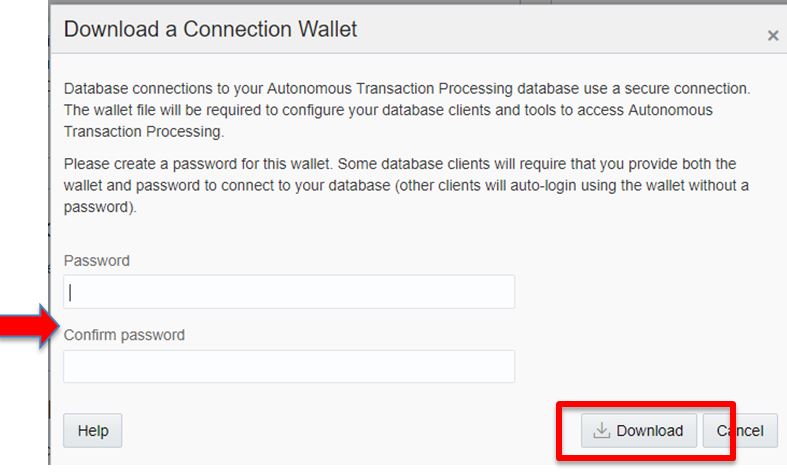 Download a Connection Wallet
×
Database connections to your Autonomous Transaction Processing database use a secure connection.
The wallet file will be required to configure your database clients and tools to access Autonomous
Transaction Processing.
Please create a password for this wallet. Some database clients will require that you provide both the
wallet and password to connect to your database (other clients will auto-login using the wallet without a
password).
Password
Confirm password
Help
Download
Cancel